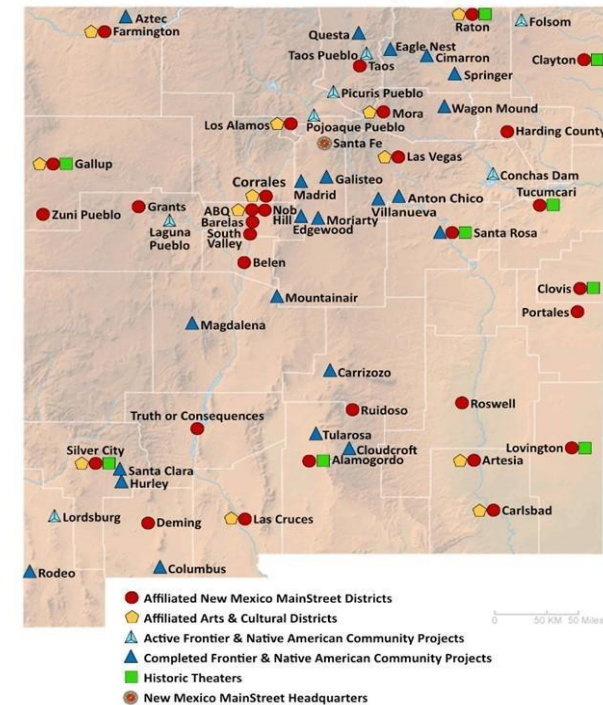 Aztec
Farmington
Questa
Eagle Nest
Taos Pueblo
Taos
Cimarron
Springer
Raton
Folsom
Clayton
Picuris Pueblo
Wagon Mound
Mora
Los Alamos
Pojoaque Pueblo
Harding County
Santa Fe
Las Vegas
Gallup
Conchas Dam
Corrales
Galisteo
Madrid
Tucumcari
Zuni Pueblo
Grants
Laguna
Pueblo
ABQ
Barelas
South
Valley
Nob
Hill
Edgewood
Moriarty
Anton Chico
Villanueva
Santa Rosa
Belen
Mountainair
Clovis
Portales
Magdalena
Carrizozo
Truth or Consequences
Ruidoso
Roswell
Silver City
Tularosa
Cloudcroft
Alamogordo
Lovington
Artesia
Santa Clara
Hurley
Lordsburg
Deming
Las Cruces
Carlsbad
Rodeo
Columbus
Affiliated New Mexico MainStreet Districts
Affiliated Arts & Cultural Districts
Active Frontier & Native American Community Projects
Completed Frontier & Native American Community Projects
Historic Theaters
New Mexico MainStreet Headquarters
0 50 KM 50 Miles